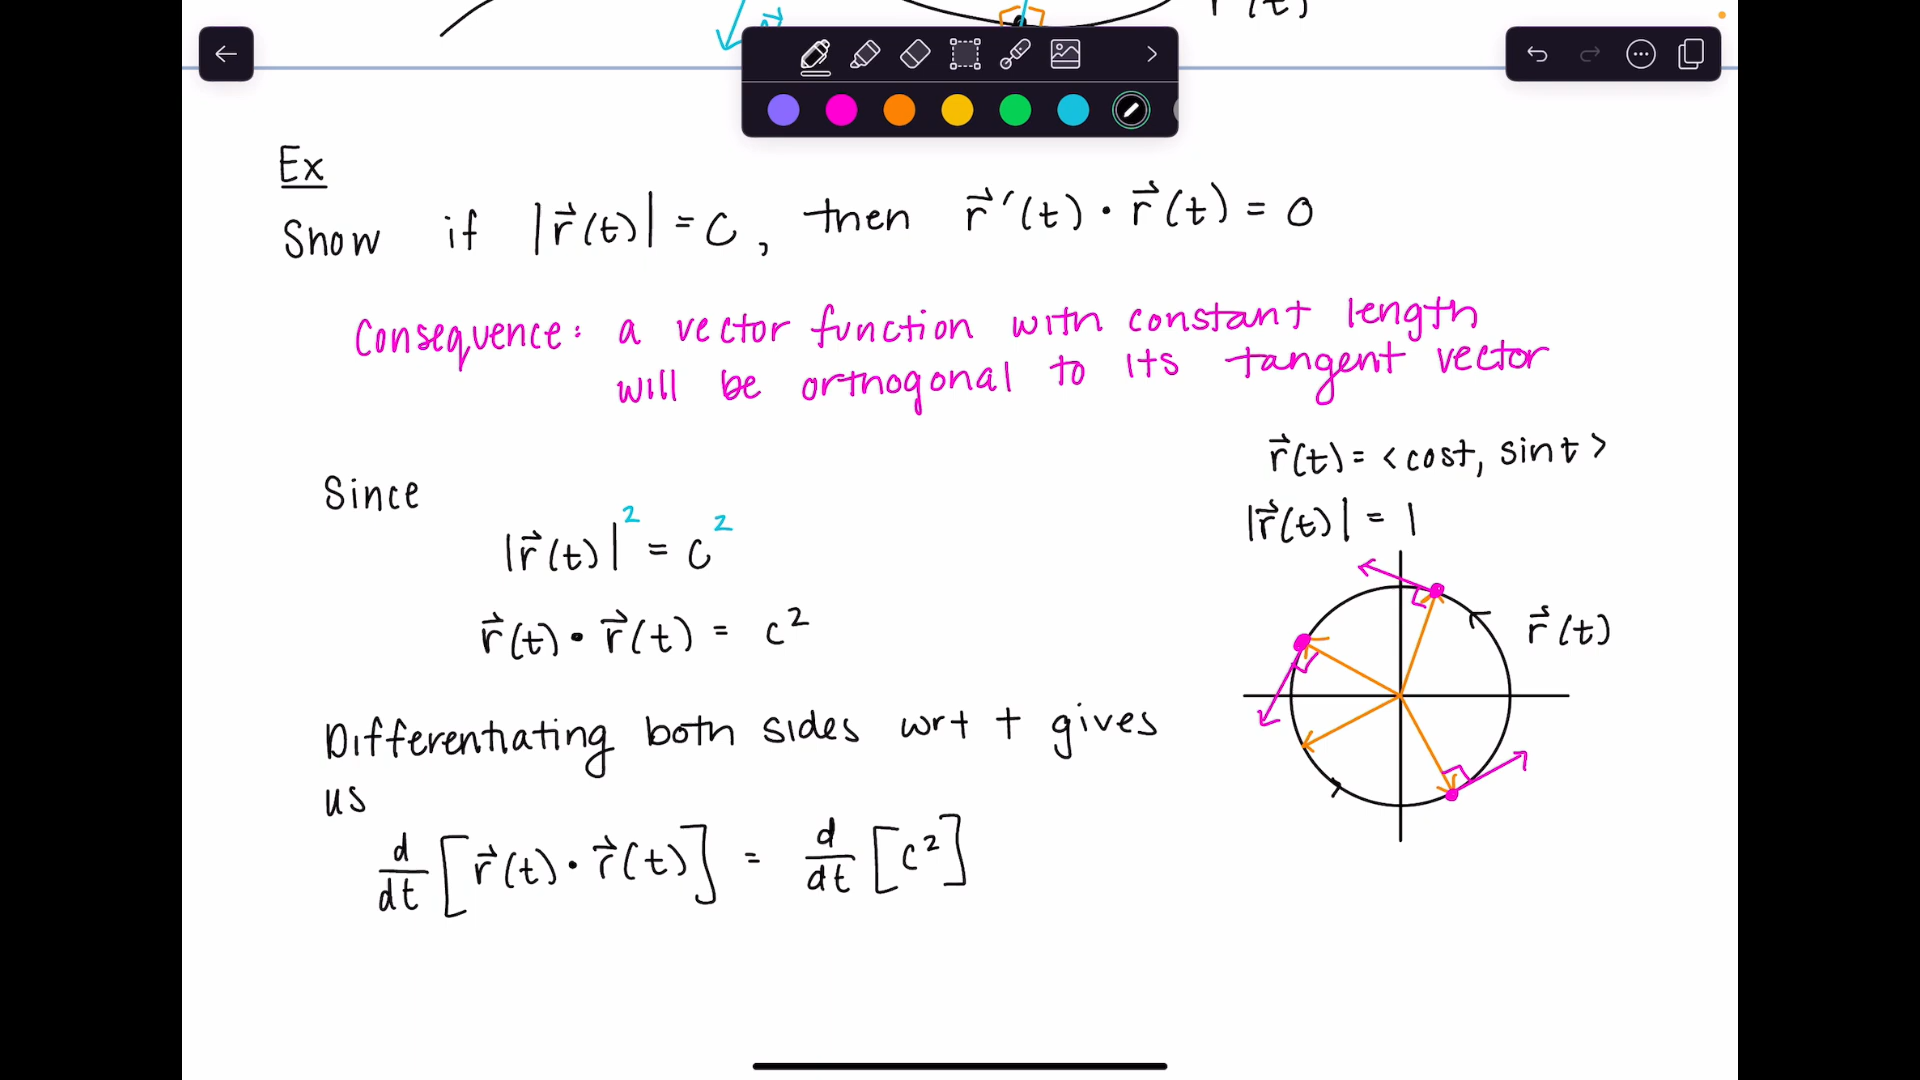 r(t)
Ex
Show if |r⃗(t)| = C, then r⃗′(t) · r⃗(t) = 0
Consequence: a vector function with constant length
will be orthogonal to its tangent vector
r⃗(t) = <cost, sint>
Since
|r⃗(t)| = 1
|r⃗(t)|² = c²
r⃗(t) · r⃗(t) = c²
r⃗(t)
Differentiating both sides wrt t gives
us
d/dt [r⃗(t) · r⃗(t)] = d/dt [c²]